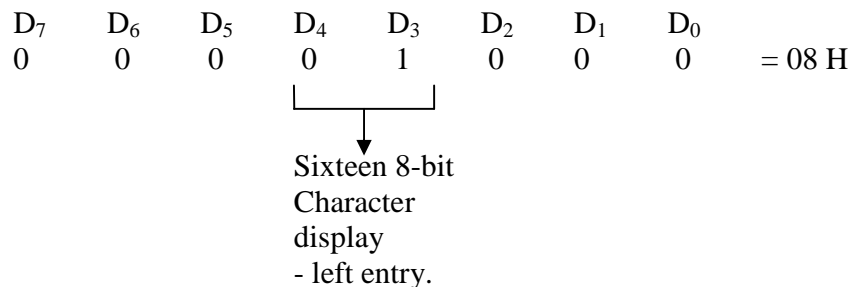 D₇ D₆ D₅ D₄ D₃ D₂ D₁ D₀
0 0 0 0 1 0 0 0 = 08 H
Sixteen 8-bit
Character
display
- left entry.